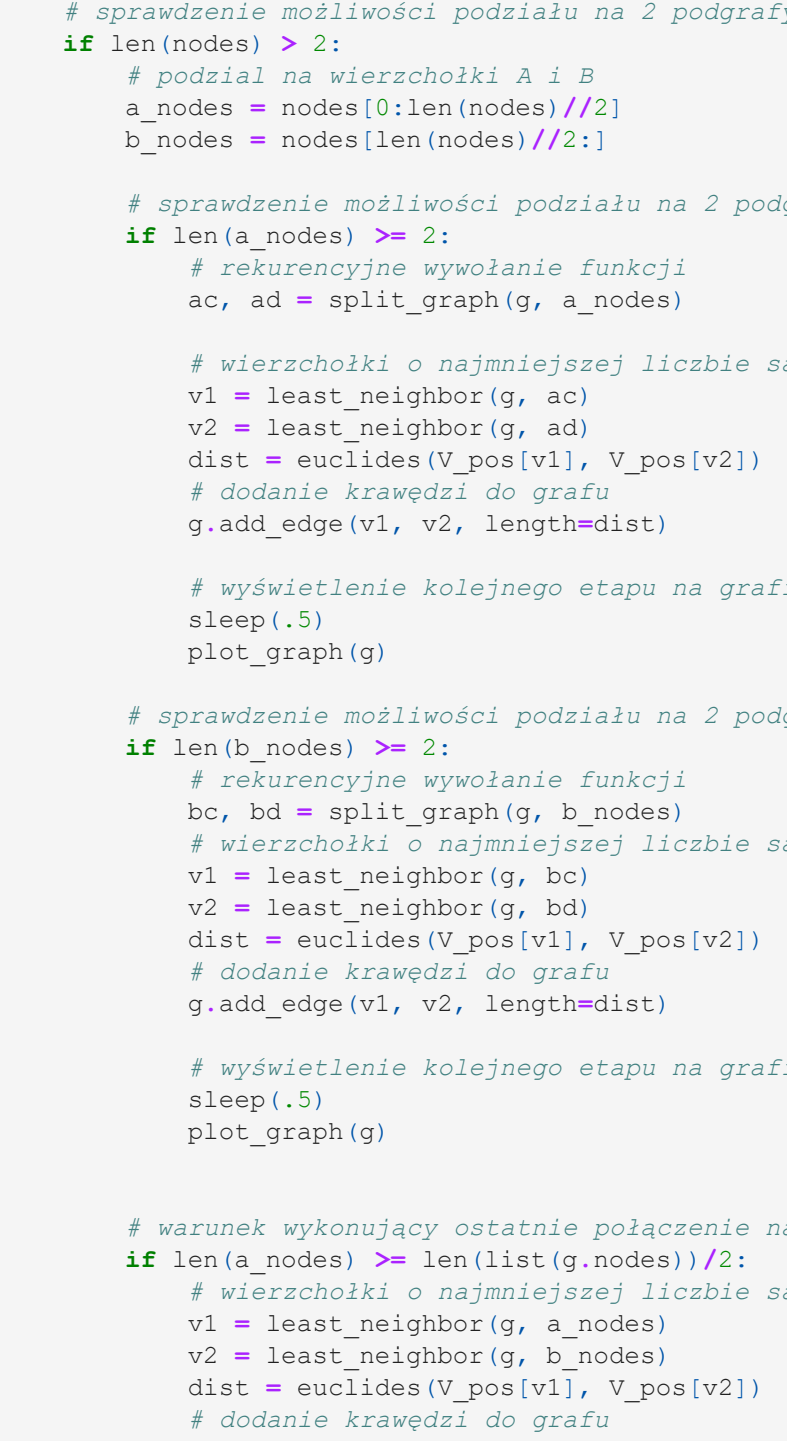 # sprawdzenie możliwości podziału na 2 podgrafy
if len(nodes) > 2:
# podzial na wierzchołki A i B
a_nodes = nodes[0:len(nodes)//2]
b_nodes = nodes[len(nodes)//2:]
# sprawdzenie możliwości podziału na 2 podg
if len(a_nodes) >= 2:
# rekurencyjne wywołanie funkcji
ac, ad = split_graph(g, a_nodes)
# wierzchołki o najmniejszej liczbie są
v1 = least_neighbor(g, ac)
v2 = least_neighbor(g, ad)
dist = euclides(V_pos[v1], V_pos[v2])
# dodanie krawędzi do grafu
g.add_edge(v1, v2, length=dist)
# wyświetlenie kolejnego etapu na grafi
sleep(.5)
plot_graph(g)
# sprawdzenie możliwości podziału na 2 podg
if len(b_nodes) >= 2:
# rekurencyjne wywołanie funkcji
bc, bd = split_graph(g, b_nodes)
# wierzchołki o najmniejszej liczbie są
v1 = least_neighbor(g, bc)
v2 = least_neighbor(g, bd)
dist = euclides(V_pos[v1], V_pos[v2])
# dodanie krawędzi do grafu
g.add_edge(v1, v2, length=dist)
# wyświetlenie kolejnego etapu na grafi
sleep(.5)
plot_graph(g)
# warunek wykonujący ostatnie połączenie na
if len(a_nodes) >= len(list(g.nodes))/2:
# wierzchołki o najmniejszej liczbie są
v1 = least_neighbor(g, a_nodes)
v2 = least_neighbor(g, b_nodes)
dist = euclides(V_pos[v1], V_pos[v2])
# dodanie krawędzi do grafu